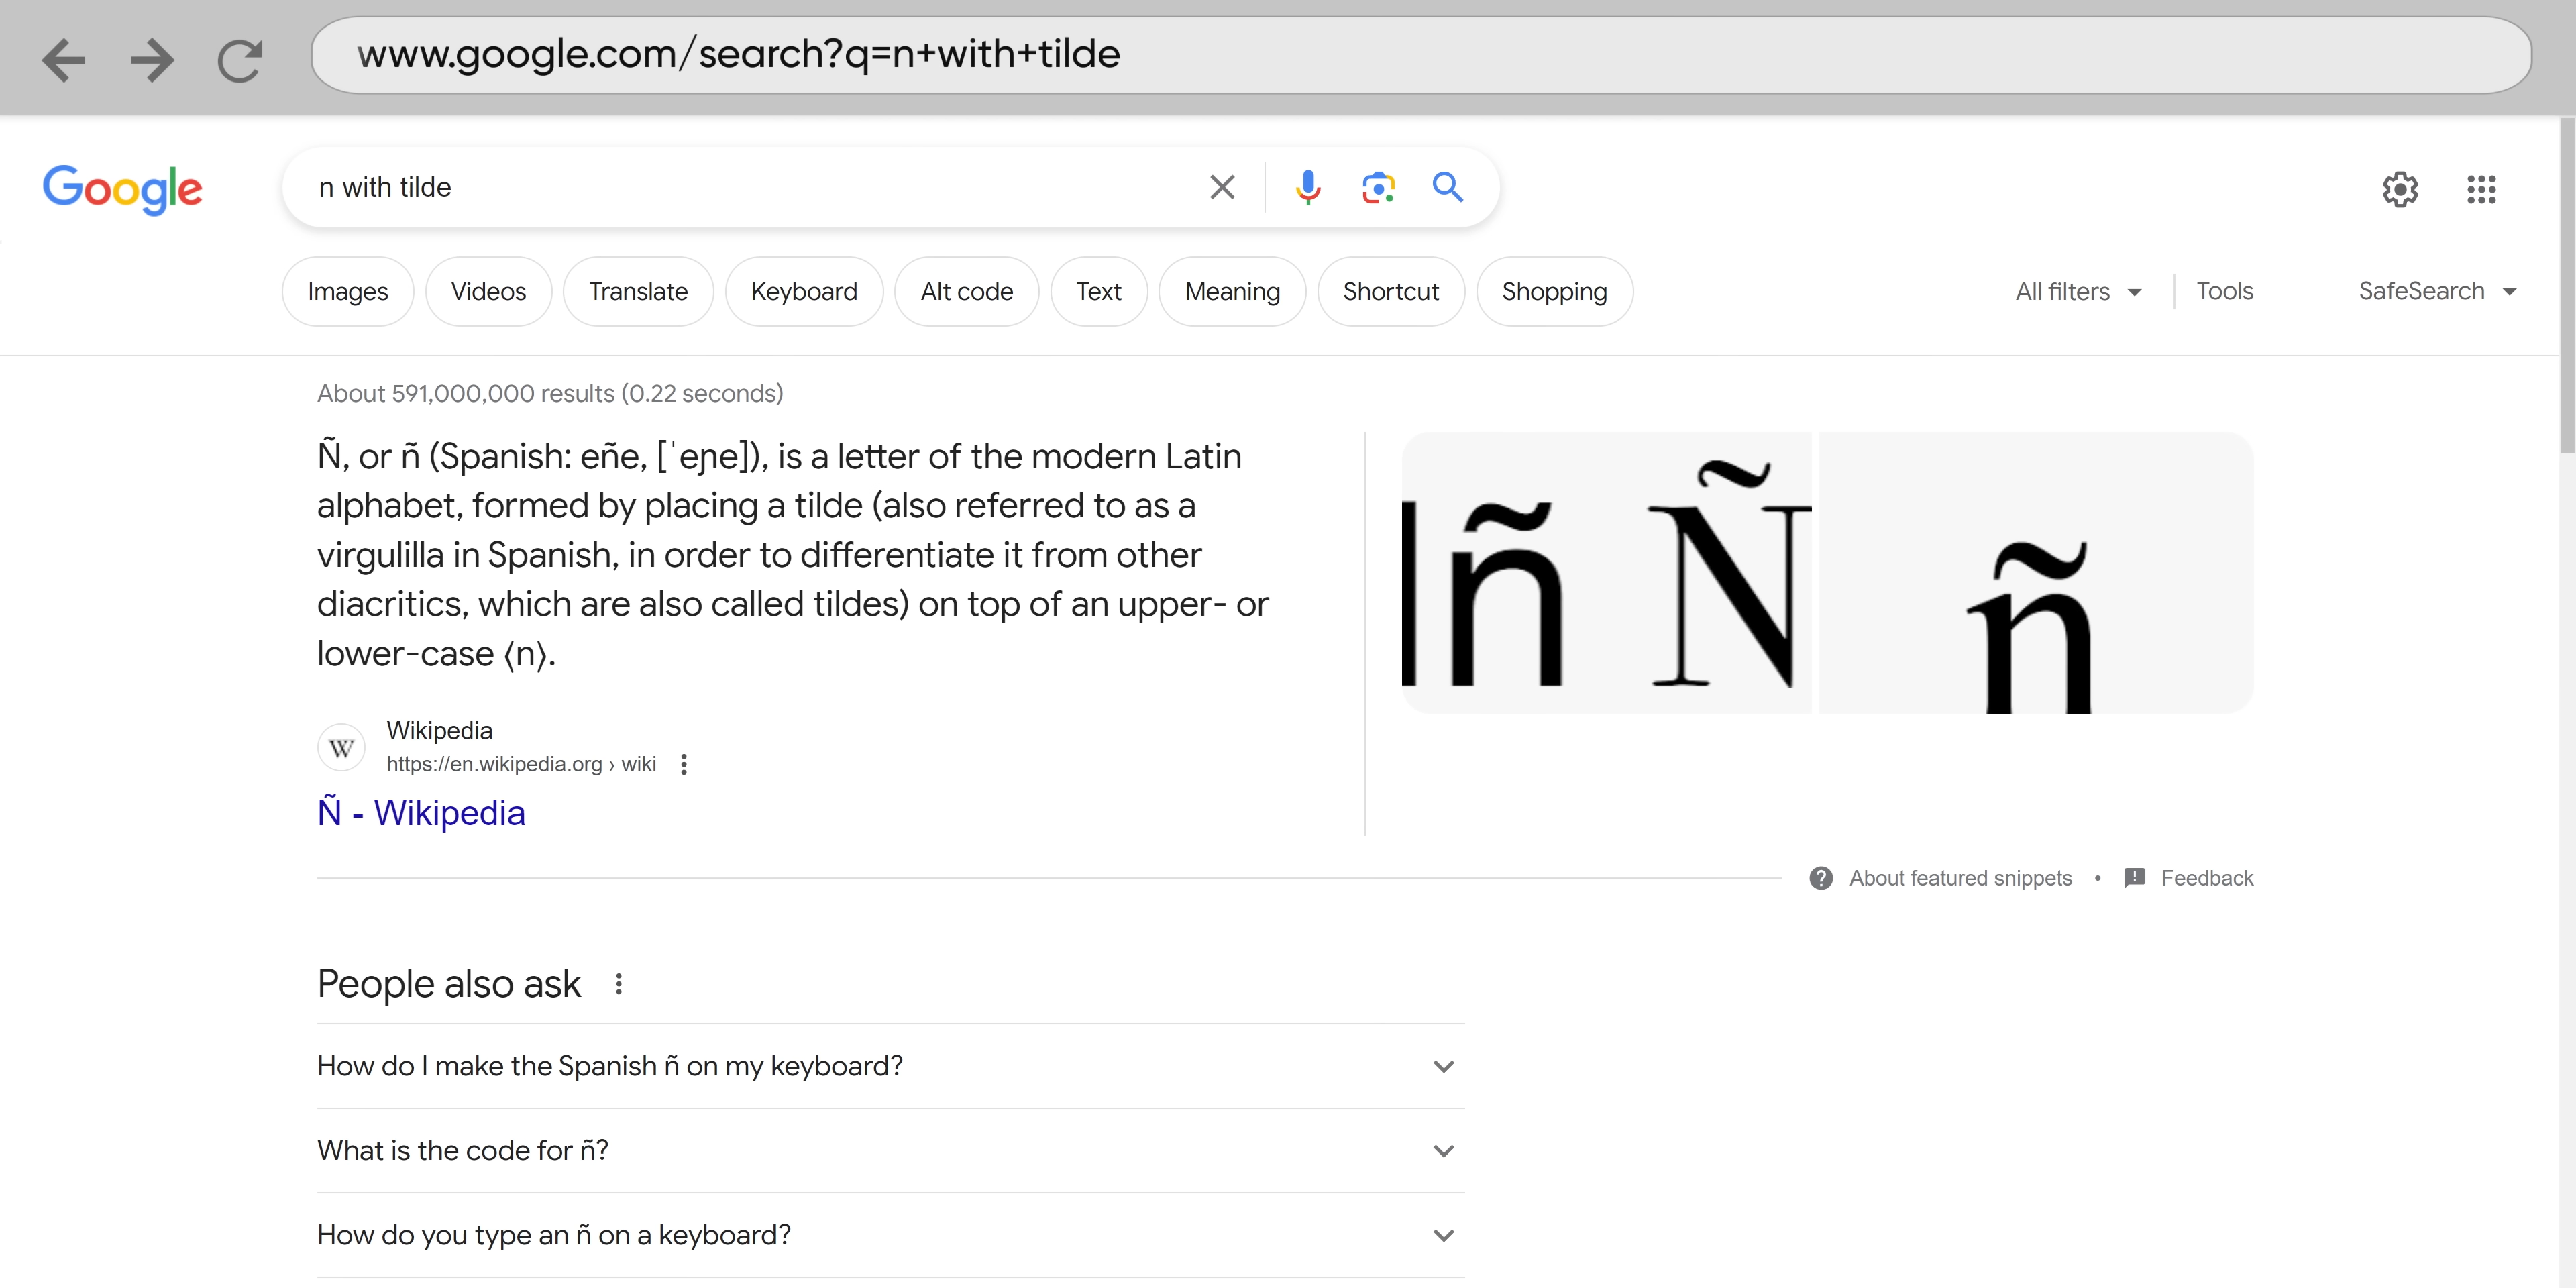 www.google.com/search?q=n+with+tilde
Google
n with tilde
Images Videos Translate Keyboard Alt code Text Meaning Shortcut Shopping All filters Tools SafeSearch
About 591,000,000 results (0.22 seconds)
Ñ, or ñ (Spanish: eñe, [ˈeɲe]), is a letter of the modern Latin
alphabet, formed by placing a tilde (also referred to as a
virgulilla in Spanish, in order to differentiate it from other
diacritics, which are also called tildes) on top of an upper- or
lower-case ⟨n⟩.
ñ Ñ
ñ
W
Wikipedia
https://en.wikipedia.org › wiki
Ñ - Wikipedia
About featured snippets • Feedback
People also ask
How do I make the Spanish ñ on my keyboard?
What is the code for ñ?
How do you type an ñ on a keyboard?